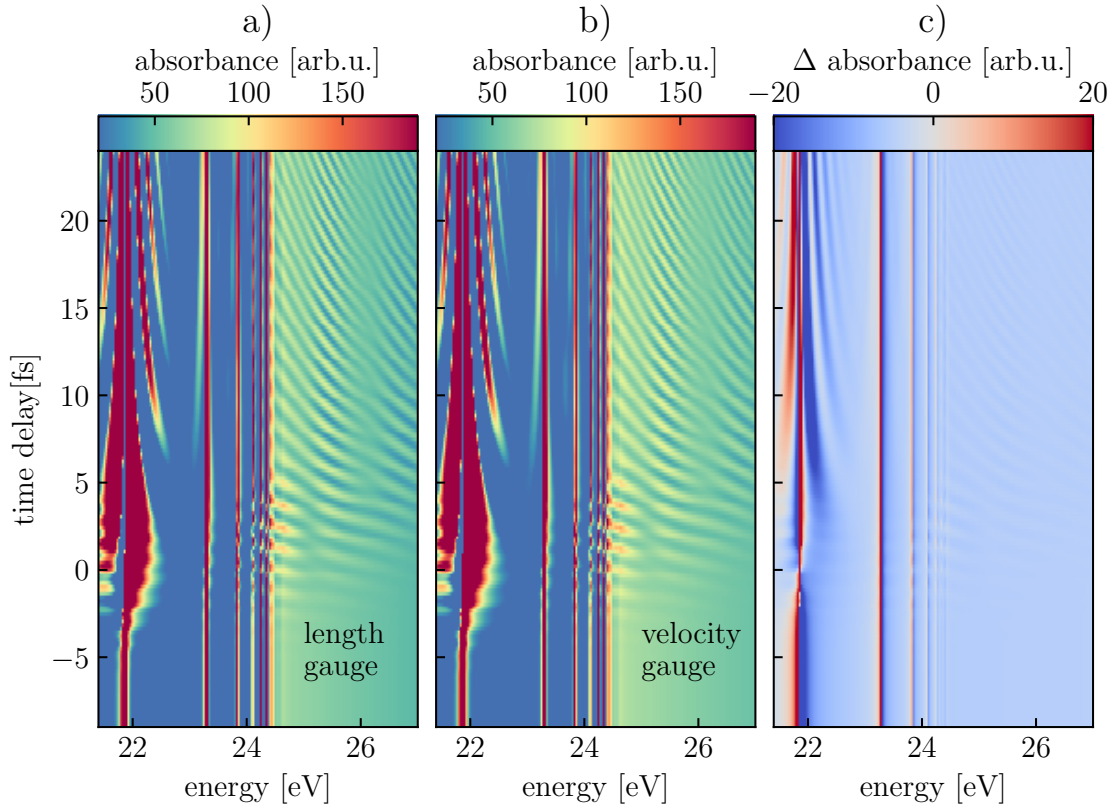 a) b) c)
absorbance [arb.u.] absorbance [arb.u.] Δ absorbance [arb.u.]
50 100 150 50 100 150 −20 0 20
20
15
10
5
0
−5
time delay[fs]
length
gauge
velocity
gauge
22 24 26 22 24 26 22 24 26
energy [eV] energy [eV] energy [eV]